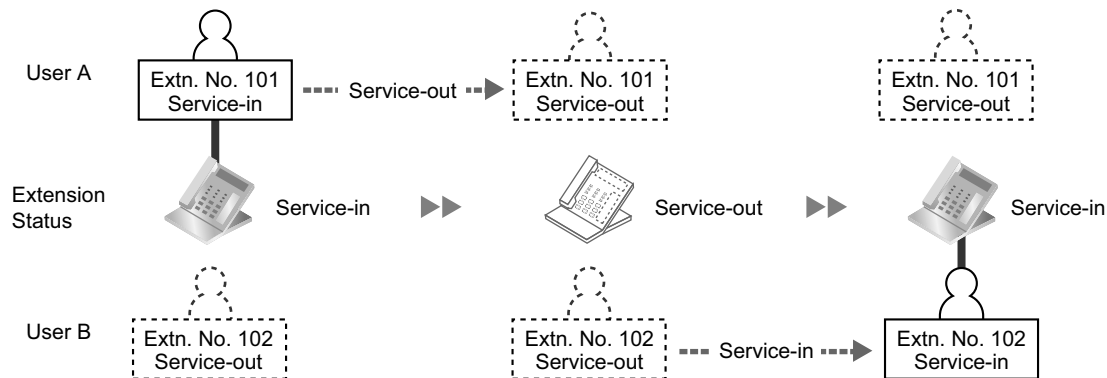 User A
Extn. No. 101
Service-in
Service-out
Extn. No. 101
Service-out
Extn. No. 101
Service-out
Extension
Status
Service-in
Service-out
Service-in
User B
Extn. No. 102
Service-out
Extn. No. 102
Service-out
Service-in
Extn. No. 102
Service-in